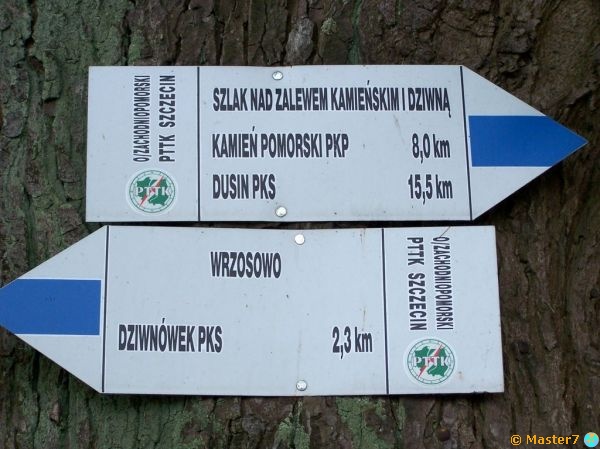 O/ZACHODNIOPOMORSKI
PTTK SZCZECIN
PTTK
SZLAK NAD ZALEWEM KAMIEŃSKIM I DZIWNĄ
KAMIEŃ POMORSKI PKP 8,0 km
DUSIN PKS 15,5 km
WRZOSOWO
DZIWNÓWEK PKS 2,3 km
O/ZACHODNIOPOMORSKI
PTTK SZCZECIN
PTTK
© Master7